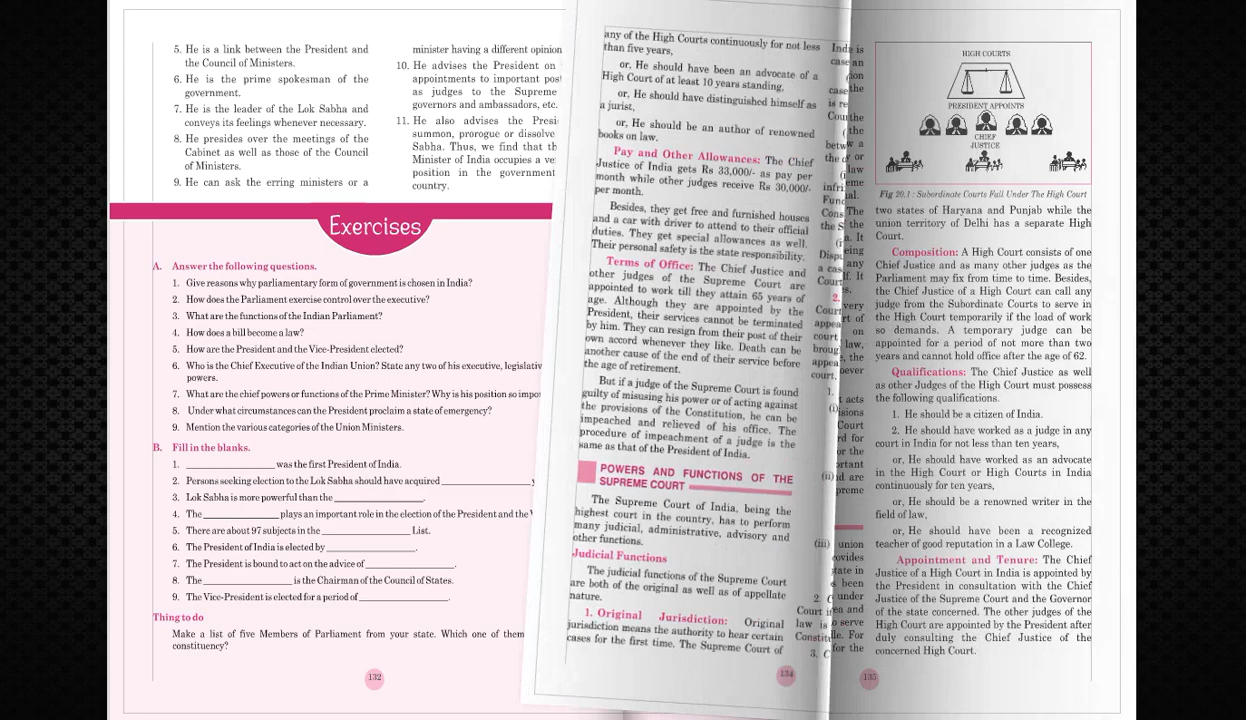 5. He is a link between the President and
the Council of Ministers.
6. He is the prime spokesman of the
government.
7. He is the leader of the Lok Sabha and
conveys its feelings whenever necessary.
8. He presides over the meetings of the
Cabinet as well as those of the Council
of Ministers.
9. He can ask the erring ministers or a
minister having a different opinion
10. He advises the President on
appointments to important
as judges to the Supreme
governors and ambassadors, etc.
11. He also advises the
summon, prorogue or dissolve
Sabha. Thus, we find that
Minister of India occupies a
position in the government
country.
Exercises
A. Answer the following questions.
1. Give reasons why parliamentary form of government is chosen in India?
2. How does the Parliament exercise control over the executive?
3. What are the functions of the Indian Parliament?
4. How does a bill become a law?
5. How are the President and the Vice-President elected?
6. Who is the Chief Executive of the Indian Union? State any two of his executive,
powers.
7. What are the chief powers or functions of the Prime Minister? Why is his position so
8. Under what circumstances can the President proclaim a state of emergency?
9. Mention the various categories of the Union Ministers.
B. Fill in the blanks.
1. ____________________ was the first President of India.
2. Persons seeking election to the Lok Sabha should have acquired ____________________
3. Lok Sabha is more powerful than the ____________________.
4. The _________________ plays an important role in the election of the President and the
5. There are about 97 subjects in the ____________________ List.
6. The President of India is elected by ____________________.
7. The President is bound to act on the advice of ____________________.
8. The ____________________ is the Chairman of the Council of States.
9. The Vice-President is elected for a period of ____________________.
Thing to do
Make a list of five Members of Parliament from your state. Which one of them
constituency?
132
any of the High Courts continuously for not less
than five years,
or, He should have been an advocate of a
High Court of at least 10 years standing,
or, He should have distinguished himself as
a jurist,
or, He should be an author of renowned
books on law.
Pay and Other Allowances: The Chief
Justice of India gets Rs 33,000/- as pay per
month while other judges receive Rs 30,000/-
per month.
Besides, they get free and furnished houses
and a car with driver to attend to their official
duties. They get special allowances as well.
Their personal safety is the state responsibility.
Terms of Office: The Chief Justice and
other judges of the Supreme Court are
appointed to work till they attain 65 years of
age. Although they are appointed by the
President, their services cannot be terminated
by him. They can resign from their post of their
own accord whenever they like. Death can be
another cause of the end of their service before
the age of retirement.
But if a judge of the Supreme Court is found
guilty of misusing his power or of acting against
the provisions of the Constitution, he can be
impeached and relieved of his office. The
procedure of impeachment of a judge is the
same as that of the President of India.
POWERS AND FUNCTIONS OF THE
SUPREME COURT
The Supreme Court of India, being the
highest court in the country, has to perform
many judicial, administrative, advisory and
other functions.
Judicial Functions
The judicial functions of the Supreme Court
are both of the original as well as of appellate
nature.
1. Original Jurisdiction: Original
jurisdiction means the authority to hear certain
cases for the first time. The Supreme Court of
134
HIGH COURTS
PRESIDENT APPOINTS
CHIEF
JUSTICE
Fig 20.1 : Subordinate Courts Fall Under The High Court
two states of Haryana and Punjab while the
union territory of Delhi has a separate High
Court.
Composition: A High Court consists of one
Chief Justice and as many other judges as the
Parliament may fix from time to time. Besides,
the Chief Justice of a High Court can call any
judge from the Subordinate Courts to serve in
the High Court temporarily if the load of work
so demands. A temporary judge can be
appointed for a period of not more than two
years and cannot hold office after the age of 62.
Qualifications: The Chief Justice as well
as other Judges of the High Court must possess
the following qualifications.
1. He should be a citizen of India.
2. He should have worked as a judge in any
court in India for not less than ten years,
or, He should have worked as an advocate
in the High Court or High Courts in India
continuously for ten years,
or, He should be a renowned writer in the
field of law,
or, He should have been a recognized
teacher of good reputation in a Law College.
Appointment and Tenure: The Chief
Justice of a High Court in India is appointed by
the President in consultation with the Chief
Justice of the Supreme Court and the Governor
of the state concerned. The other judges of the
High Court are appointed by the President after
duly consulting the Chief Justice of the
concerned High Court.
135